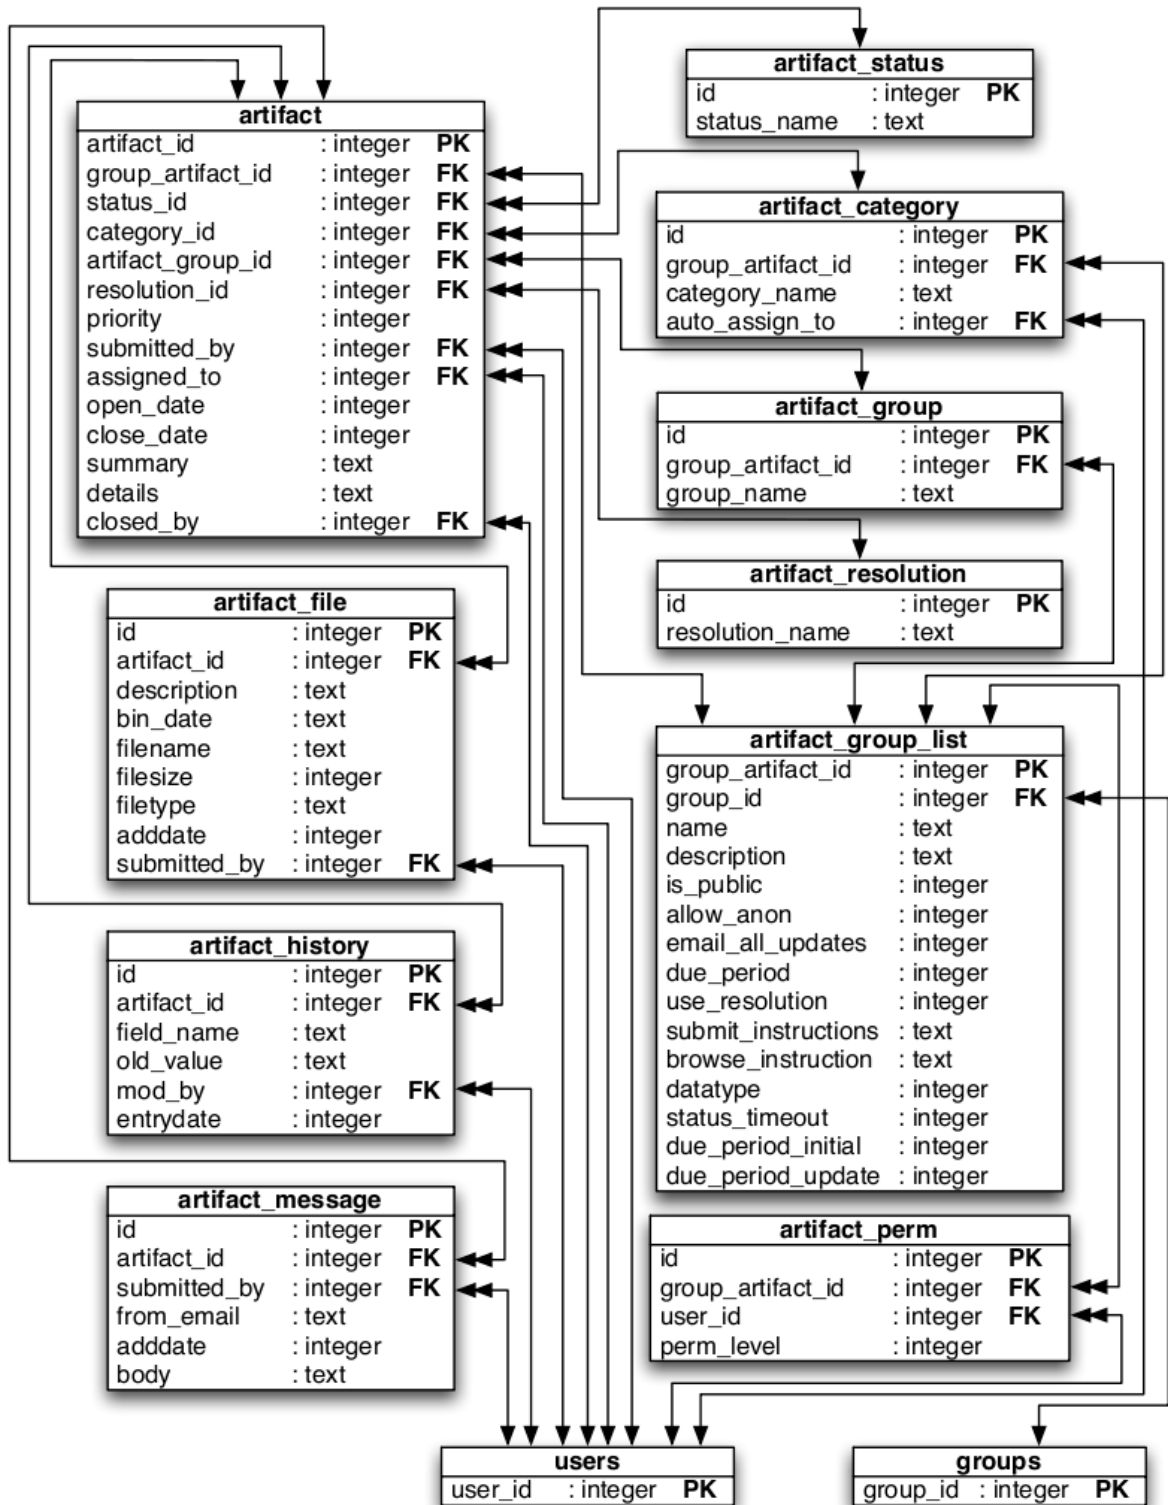 artifact
artifact_id : integer PK
group_artifact_id : integer FK
status_id : integer FK
category_id : integer FK
artifact_group_id : integer FK
resolution_id : integer FK
priority : integer
submitted_by : integer FK
assigned_to : integer FK
open_date : integer
close_date : integer
summary : text
details : text
closed_by : integer FK
artifact_file
id : integer PK
artifact_id : integer FK
description : text
bin_date : text
filename : text
filesize : integer
filetype : text
adddate : integer
submitted_by : integer FK
artifact_history
id : integer PK
artifact_id : integer FK
field_name : text
old_value : text
mod_by : integer FK
entrydate : integer
artifact_message
id : integer PK
artifact_id : integer FK
submitted_by : integer FK
from_email : text
adddate : integer
body : text
artifact_status
id : integer PK
status_name : text
artifact_category
id : integer PK
group_artifact_id : integer FK
category_name : text
auto_assign_to : integer FK
artifact_group
id : integer PK
group_artifact_id : integer FK
group_name : text
artifact_resolution
id : integer PK
resolution_name : text
artifact_group_list
group_artifact_id : integer PK
group_id : integer FK
name : text
description : text
is_public : integer
allow_anon : integer
email_all_updates : integer
due_period : integer
use_resolution : integer
submit_instructions : text
browse_instruction : text
datatype : integer
status_timeout : integer
due_period_initial : integer
due_period_update : integer
artifact_perm
id : integer PK
group_artifact_id : integer FK
user_id : integer FK
perm_level : integer
users
user_id : integer PK
groups
group_id : integer PK